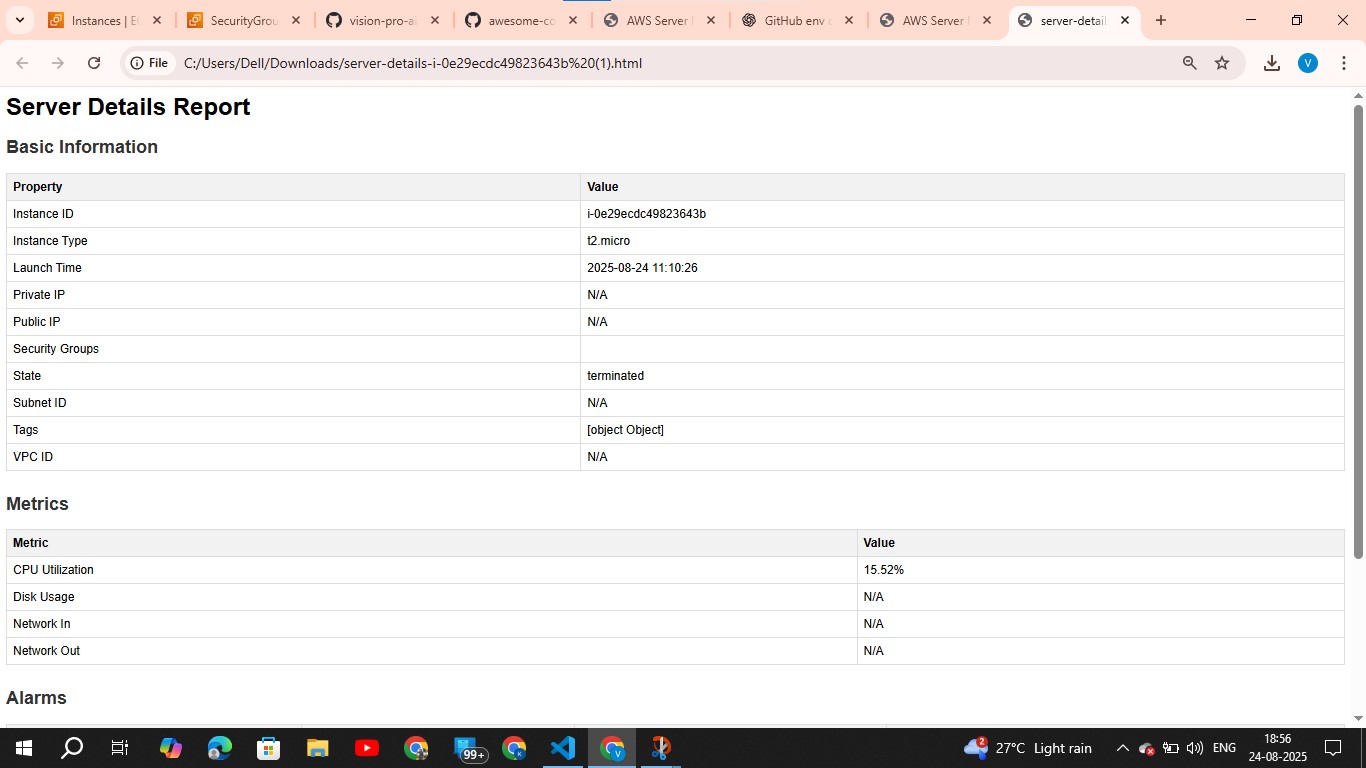 Instances | E
SecurityGrou
vision-pro-ai
awesome-co
AWS Server
GitHub env
AWS Server
server-detail
File
C:/Users/Dell/Downloads/server-details-i-0e29ecdc49823643b%20(1).html
V
Server Details Report
Basic Information
Property Value
Instance ID i-0e29ecdc49823643b
Instance Type t2.micro
Launch Time 2025-08-24 11:10:26
Private IP N/A
Public IP N/A
Security Groups
State terminated
Subnet ID N/A
Tags [object Object]
VPC ID N/A
Metrics
Metric Value
CPU Utilization 15.52%
Disk Usage N/A
Network In N/A
Network Out N/A
Alarms
99+
2
27°C Light rain
ENG
18:56
24-08-2025